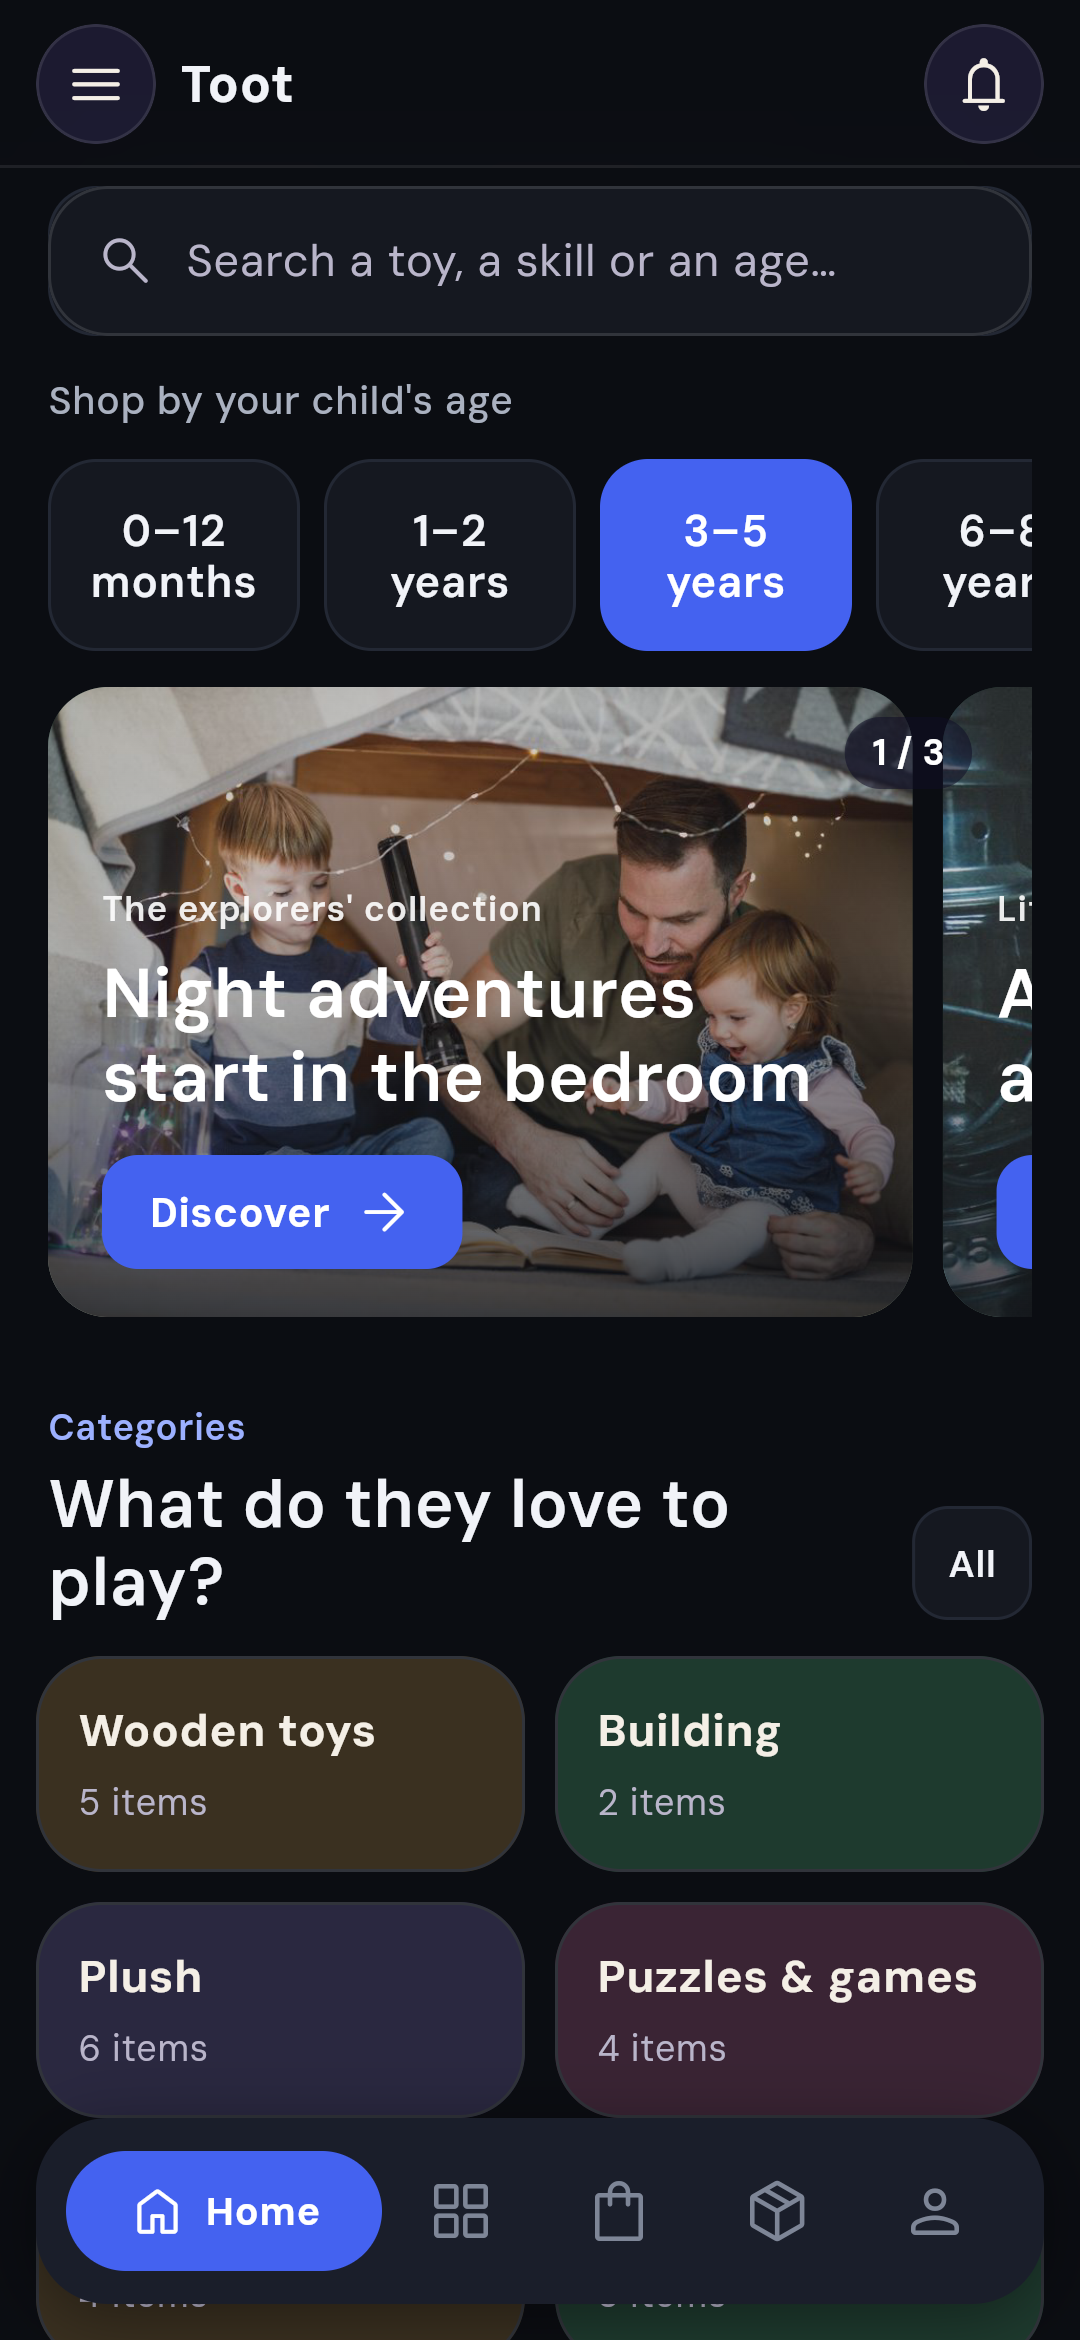 Toot
Search a toy, a skill or an age...
Shop by your child's age
0–12
months
1–2
years
3–5
years
1 / 3
The explorers' collection
Night adventures
start in the bedroom
Discover
Categories
What do they love to
play?
All
Wooden toys
5 items
Building
2 items
Plush
6 items
Puzzles & games
4 items
Home